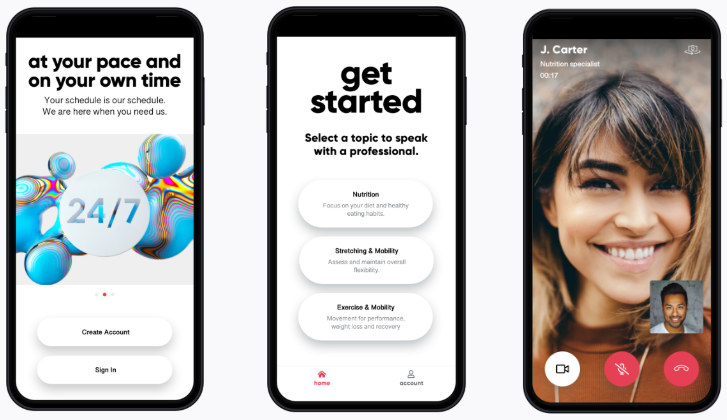 at your pace and
on your own time
Your schedule is our schedule.
We are here when you need us.
24/7
Create Account
Sign In
get
started
Select a topic to speak
with a professional.
Nutrition
Focus on your diet and healthy
eating habits.
Stretching & Mobility
Assess and maintain overall
flexibility.
Exercise & Mobility
Movement for performance,
weight loss and recovery
home
account
J. Carter
Nutrition specialist
00:17